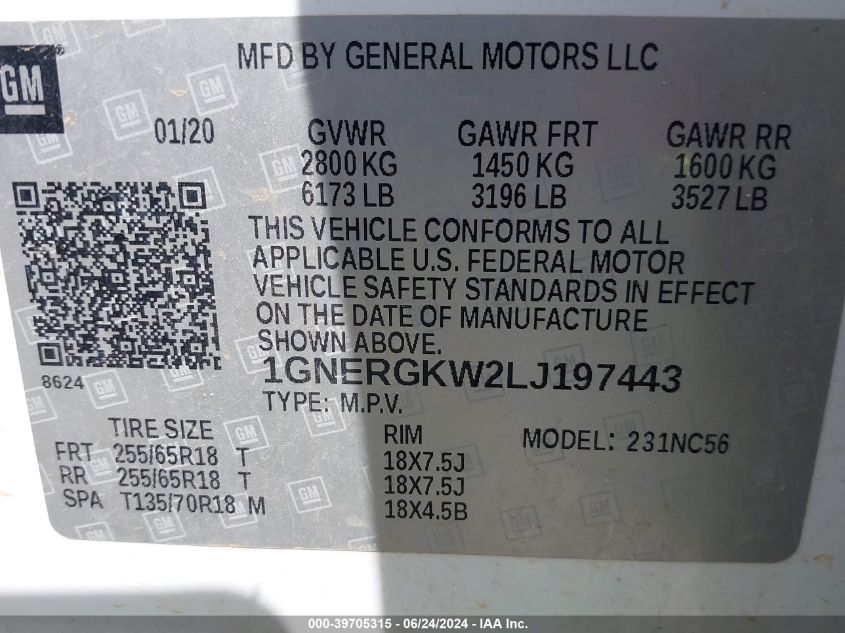 GM
MFD BY GENERAL MOTORS LLC
01/20 GVWR GAWR FRT GAWR RR
2800 KG 1450 KG 1600 KG
6173 LB 3196 LB 3527 LB
THIS VEHICLE CONFORMS TO ALL
APPLICABLE U.S. FEDERAL MOTOR
VEHICLE SAFETY STANDARDS IN EFFECT
ON THE DATE OF MANUFACTURE
SHOWN ABOVE.
8624
1GNERGKW2LJ197443
TYPE: M.P.V.
TIRE SIZE RIM MODEL: 231NC56
FRT 255/65R18 T 18X7.5J
RR 255/65R18 T 18X7.5J
SPA T135/70R18 M 18X4.5B
000-39705315 - 06/24/2024 - IAA Inc.